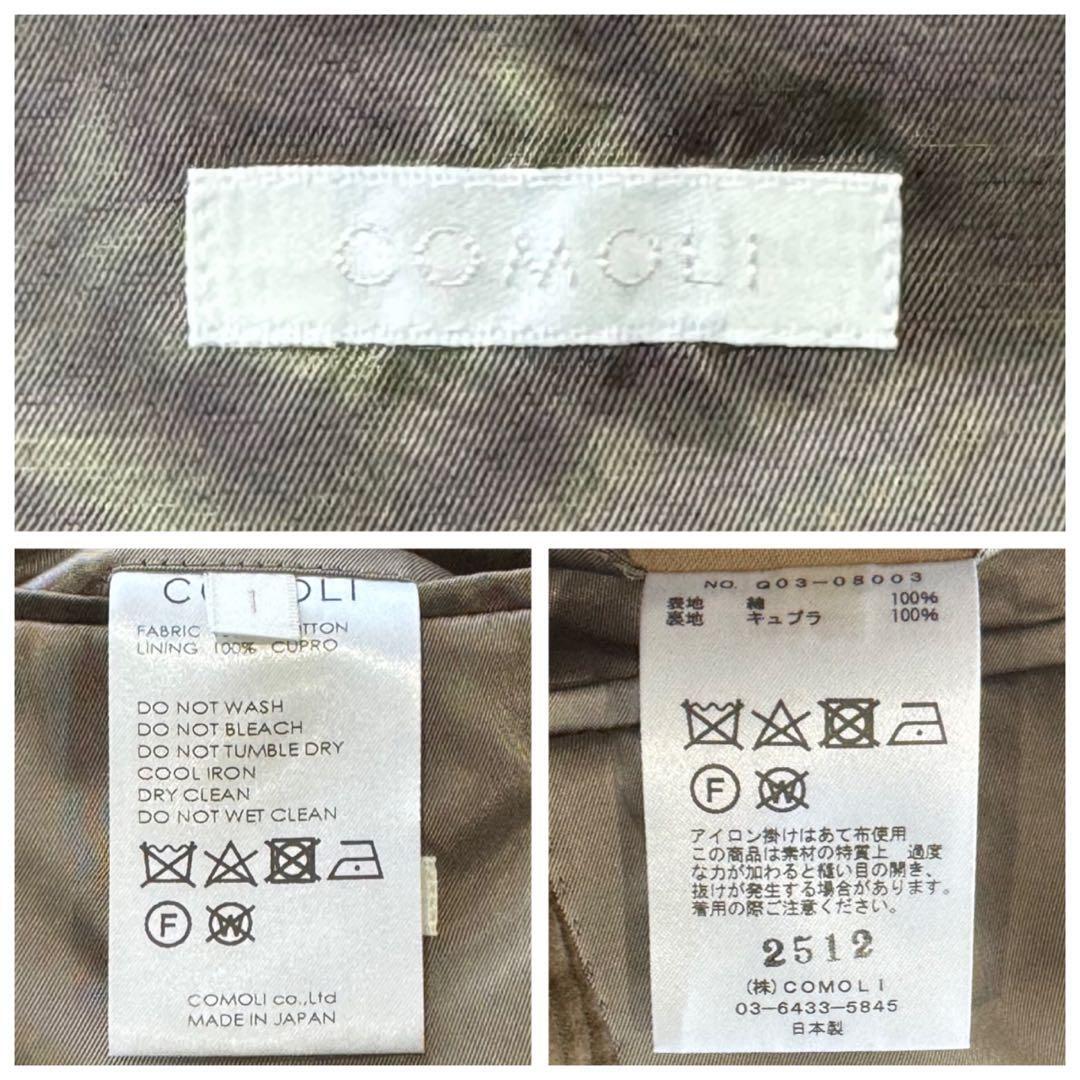 COMOLI
1
C OLI
FABRIC TTON
LINING 100% CUPRO
DO NOT WASH
DO NOT BLEACH
DO NOT TUMBLE DRY
COOL IRON
DRY CLEAN
DO NOT WET CLEAN
F W
COMOLI co.,Ltd
MADE IN JAPAN
NO. Q03-08003
表地 綿 100%
裏地 キュプラ 100%
F W
アイロン掛けはあて布使用
この商品は素材の特質上 過度
な力が加わると縫い目の開き、
抜けが発生する場合があります。
着用の際ご注意ください。
2512
(株)COMOLI
03-6433-5845
日本製